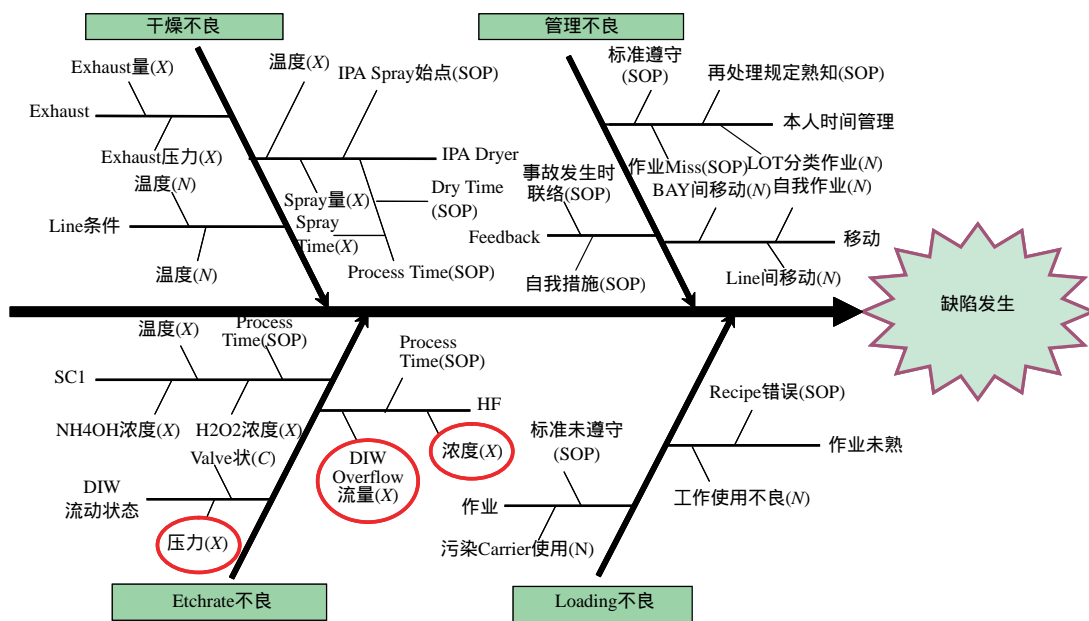 干燥不良
管理不良
Exhaust量(X)
温度(X)
IPA Spray始点(SOP)
标准遵守
(SOP)
再处理规定熟知(SOP)
Exhaust
本人时间管理
Exhaust压力(X)
IPA Dryer
作业Miss(SOP)
LOT分类作业(N)
温度(N)
Spray量(X)
Dry Time
(SOP)
事故发生时
联络(SOP)
BAY间移动(N)
自我作业(N)
Line条件
Spray
Time(X)
Feedback
移动
温度(N)
Process Time(SOP)
自我措施(SOP)
Line间移动(N)
缺陷发生
温度(X)
Process
Time(SOP)
Process
Time(SOP)
SC1
HF
Recipe错误(SOP)
NH4OH浓度(X)
H2O2浓度(X)
浓度(X)
标准未遵守
(SOP)
作业未熟
Valve状(C)
DIW
Overflow
流量(X)
DIW
流动状态
作业
工作使用不良(N)
压力(X)
污染Carrier使用(N)
Etchrate不良
Loading不良